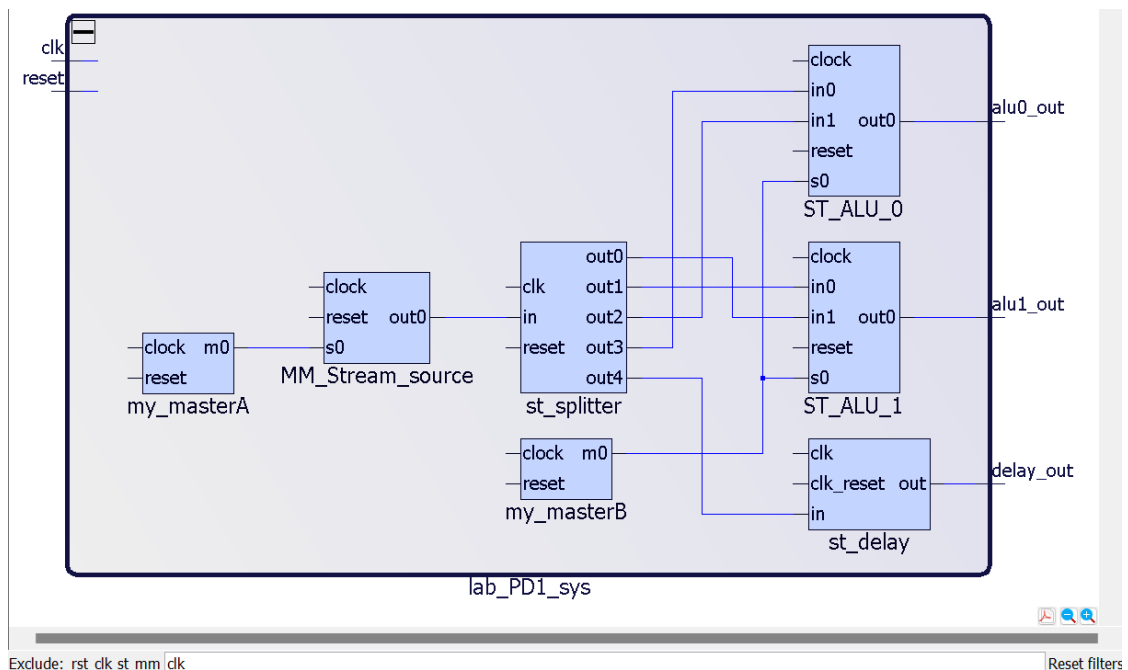 clk
reset
clock
in0
in1 out0
reset
s0
ST_ALU_0
alu0_out
clock
in0
in1 out0
reset
s0
ST_ALU_1
alu1_out
out0
clk out1
in out2
reset out3
out4
st_splitter
clock
reset out0
s0
MM_Stream_source
clock m0
reset
my_masterA
clock m0
reset
my_masterB
clk
clk_reset out
in
st_delay
delay_out
lab_PD1_sys
Exclude: rst clk st mm clk Reset filters